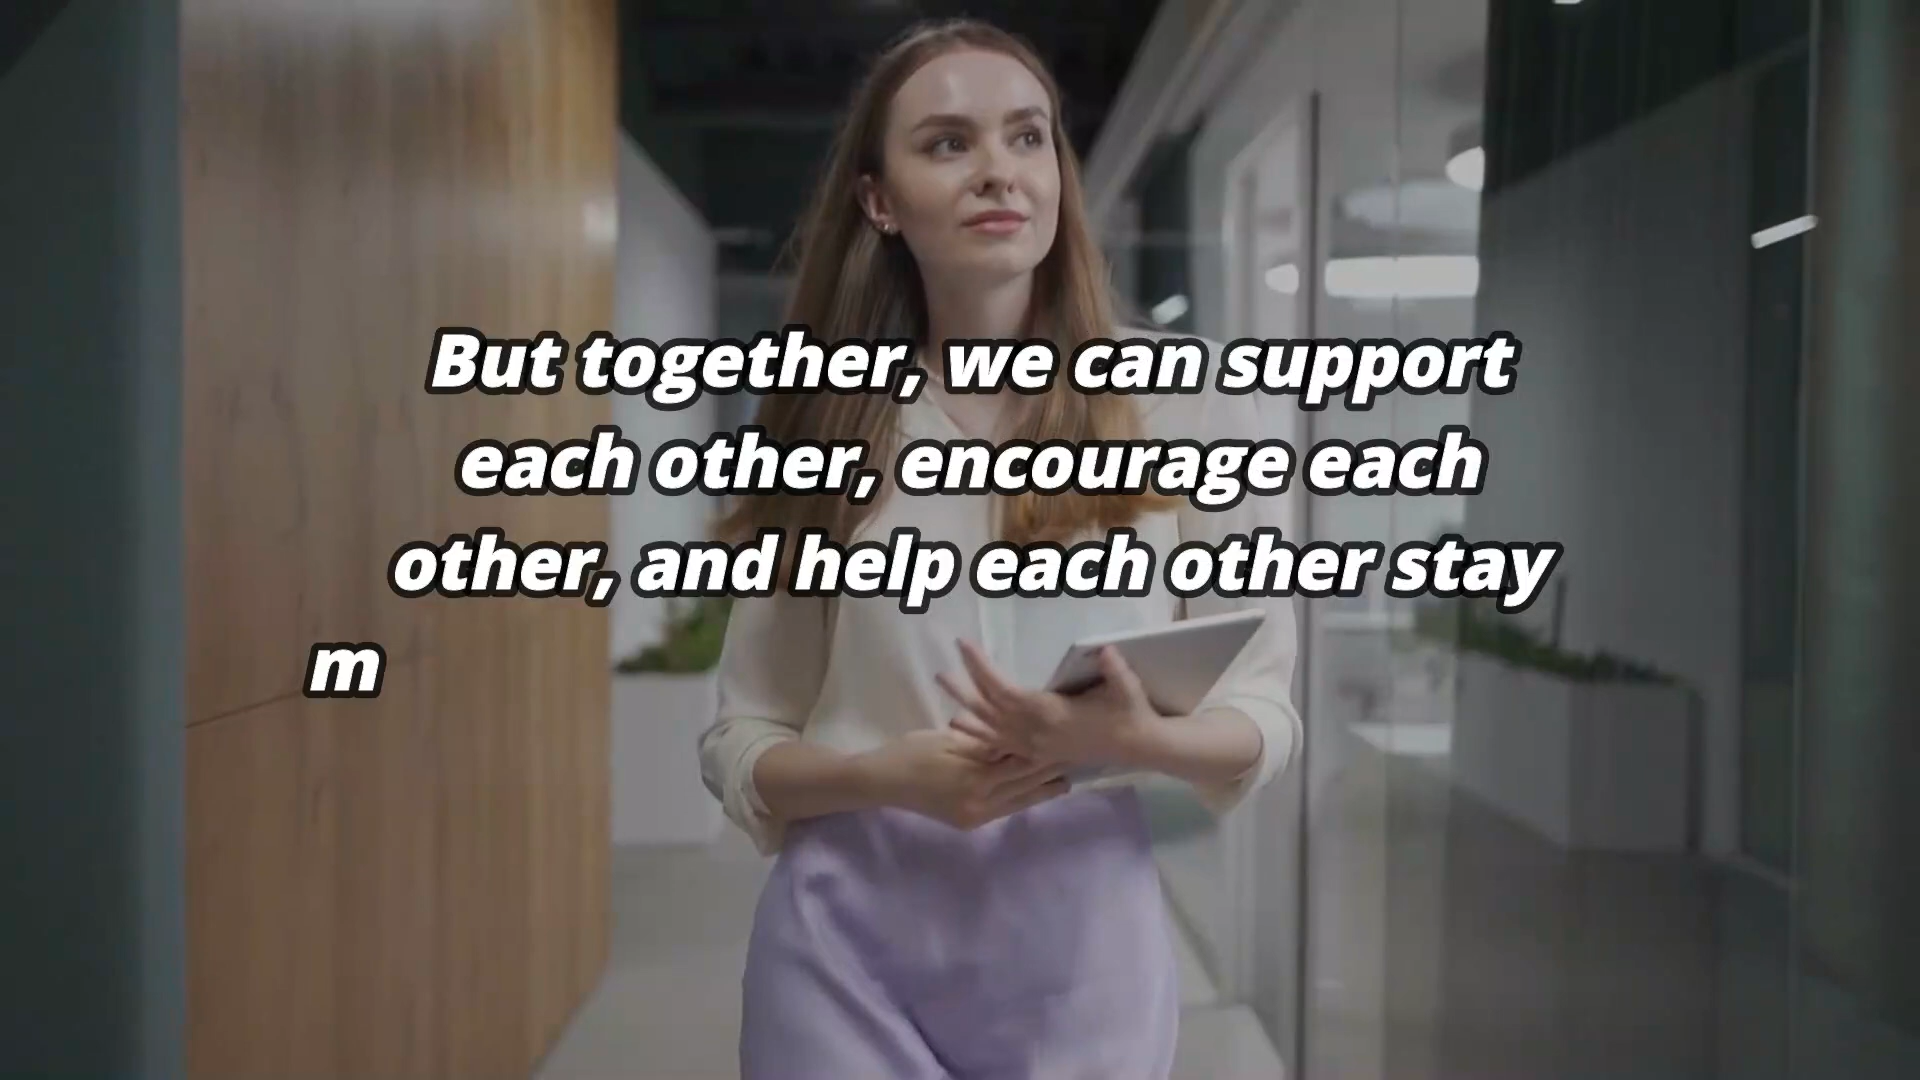 But together, we can support
each other, encourage each
other, and help each other stay
m